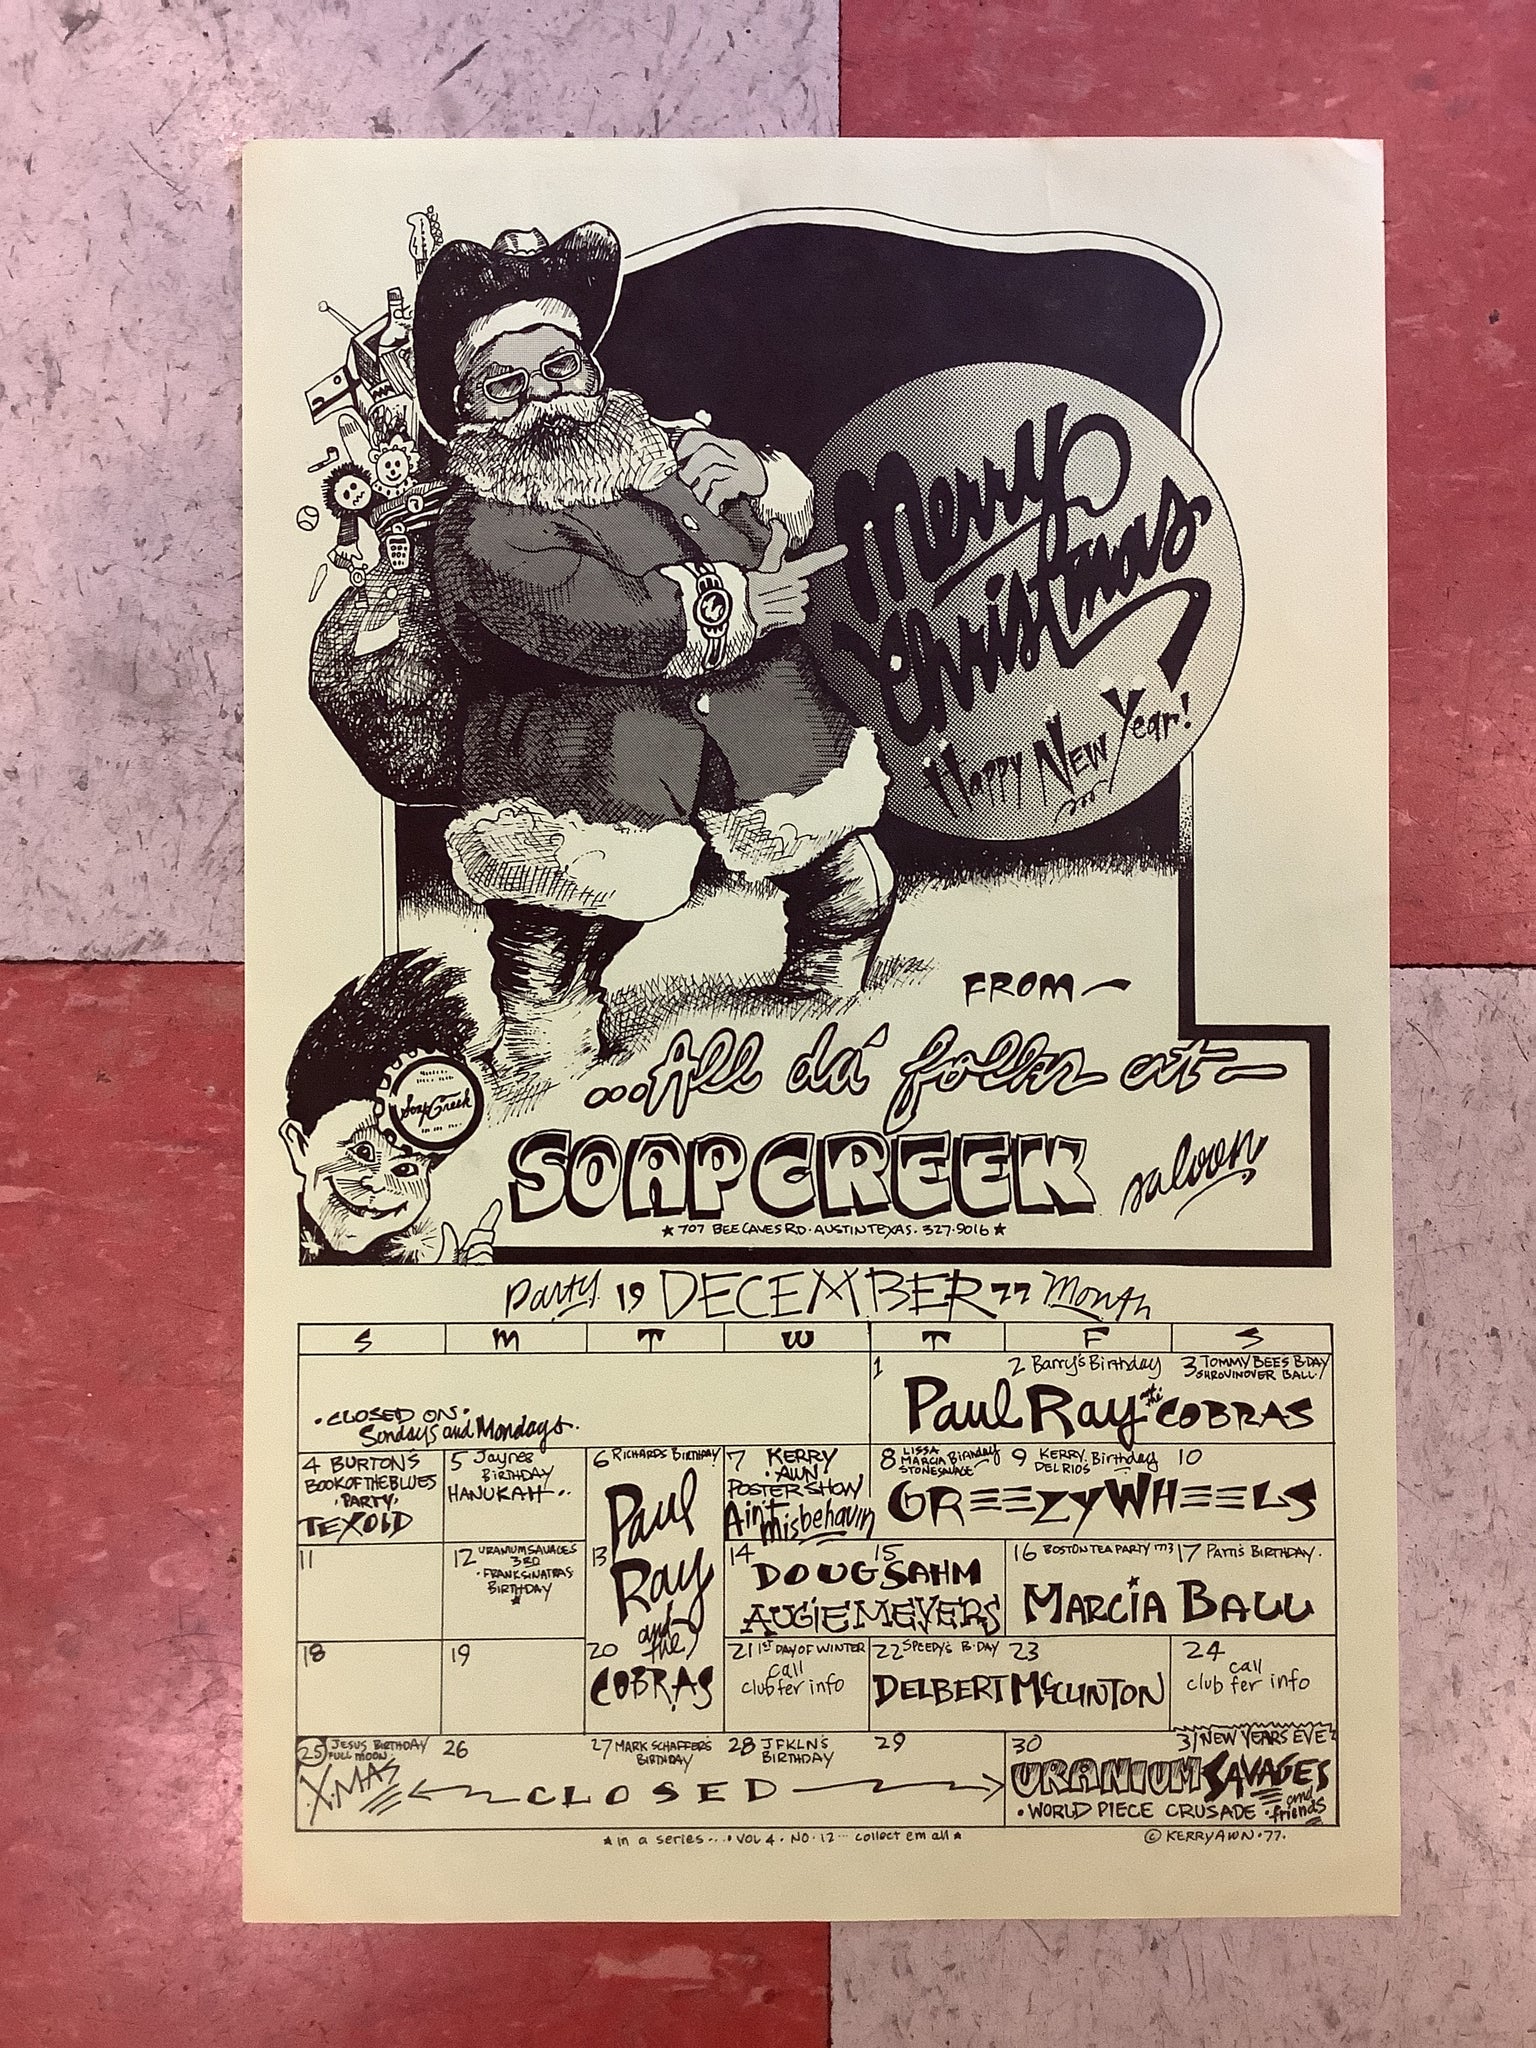 Merry
Christmas
Happy New Year!
FROM—
...All da' folks at—
Soap Creek
SOAP CREEK saloon
★ 707 BEE CAVES RD. AUSTIN TEXAS. 327-9016 ★
Party 19 DECEMBER 77 Month
S M T W T F S
1
2 Barry's Birthday
3 TOMMY BEES B-DAY
SHROVINOVER BALL
Paul Ray and the COBRAS
• CLOSED ON •
Sundays and Mondays.
4 BURTON'S
BOOK OF THE BLUES
• PARTY •
TEXOID
5 Jaynes
BIRTHDAY
HANUKAH..
6 RICHARDS BIRTHDAY
Paul
Ray
and
the
COBRAS
7 KERRY
• AWN
POSTER SHOW
Ain't
misbehavin
8 LISSA
MARCIA Birthday
STONESAVAGE
9 KERRY Birthday
DEL RIOS
10
GREEZY WHEELS
11
12 URANIUM SAVAGES
3RD
• FRANK SINATRAS
BIRTHDAY
13
14
15
DOUG SAHM
AUGIE MEYERS
16 BOSTON TEA PARTY 1773
17 PATTI'S BIRTHDAY.
MARCIA BALL
18
19
20
21 1ST DAY OF WINTER
call
club fer info
22 SPEEDY'S B-DAY
23
DELBERT McCLINTON
24
call
club fer info
25 JESUS BIRTHDAY
FULL MOON
X-MAS
26
27 MARK SCHAFFER'S
BIRTHDAY
28 JFKLN'S
BIRTHDAY
29
CLOSED
30
31 NEW YEARS EVE
URANIUM SAVAGES
• WORLD PIECE CRUSADE • and
friends
★ in a series... • VOL 4 • NO. 12 ... collect em all ★
© KERRY AWN • 77.